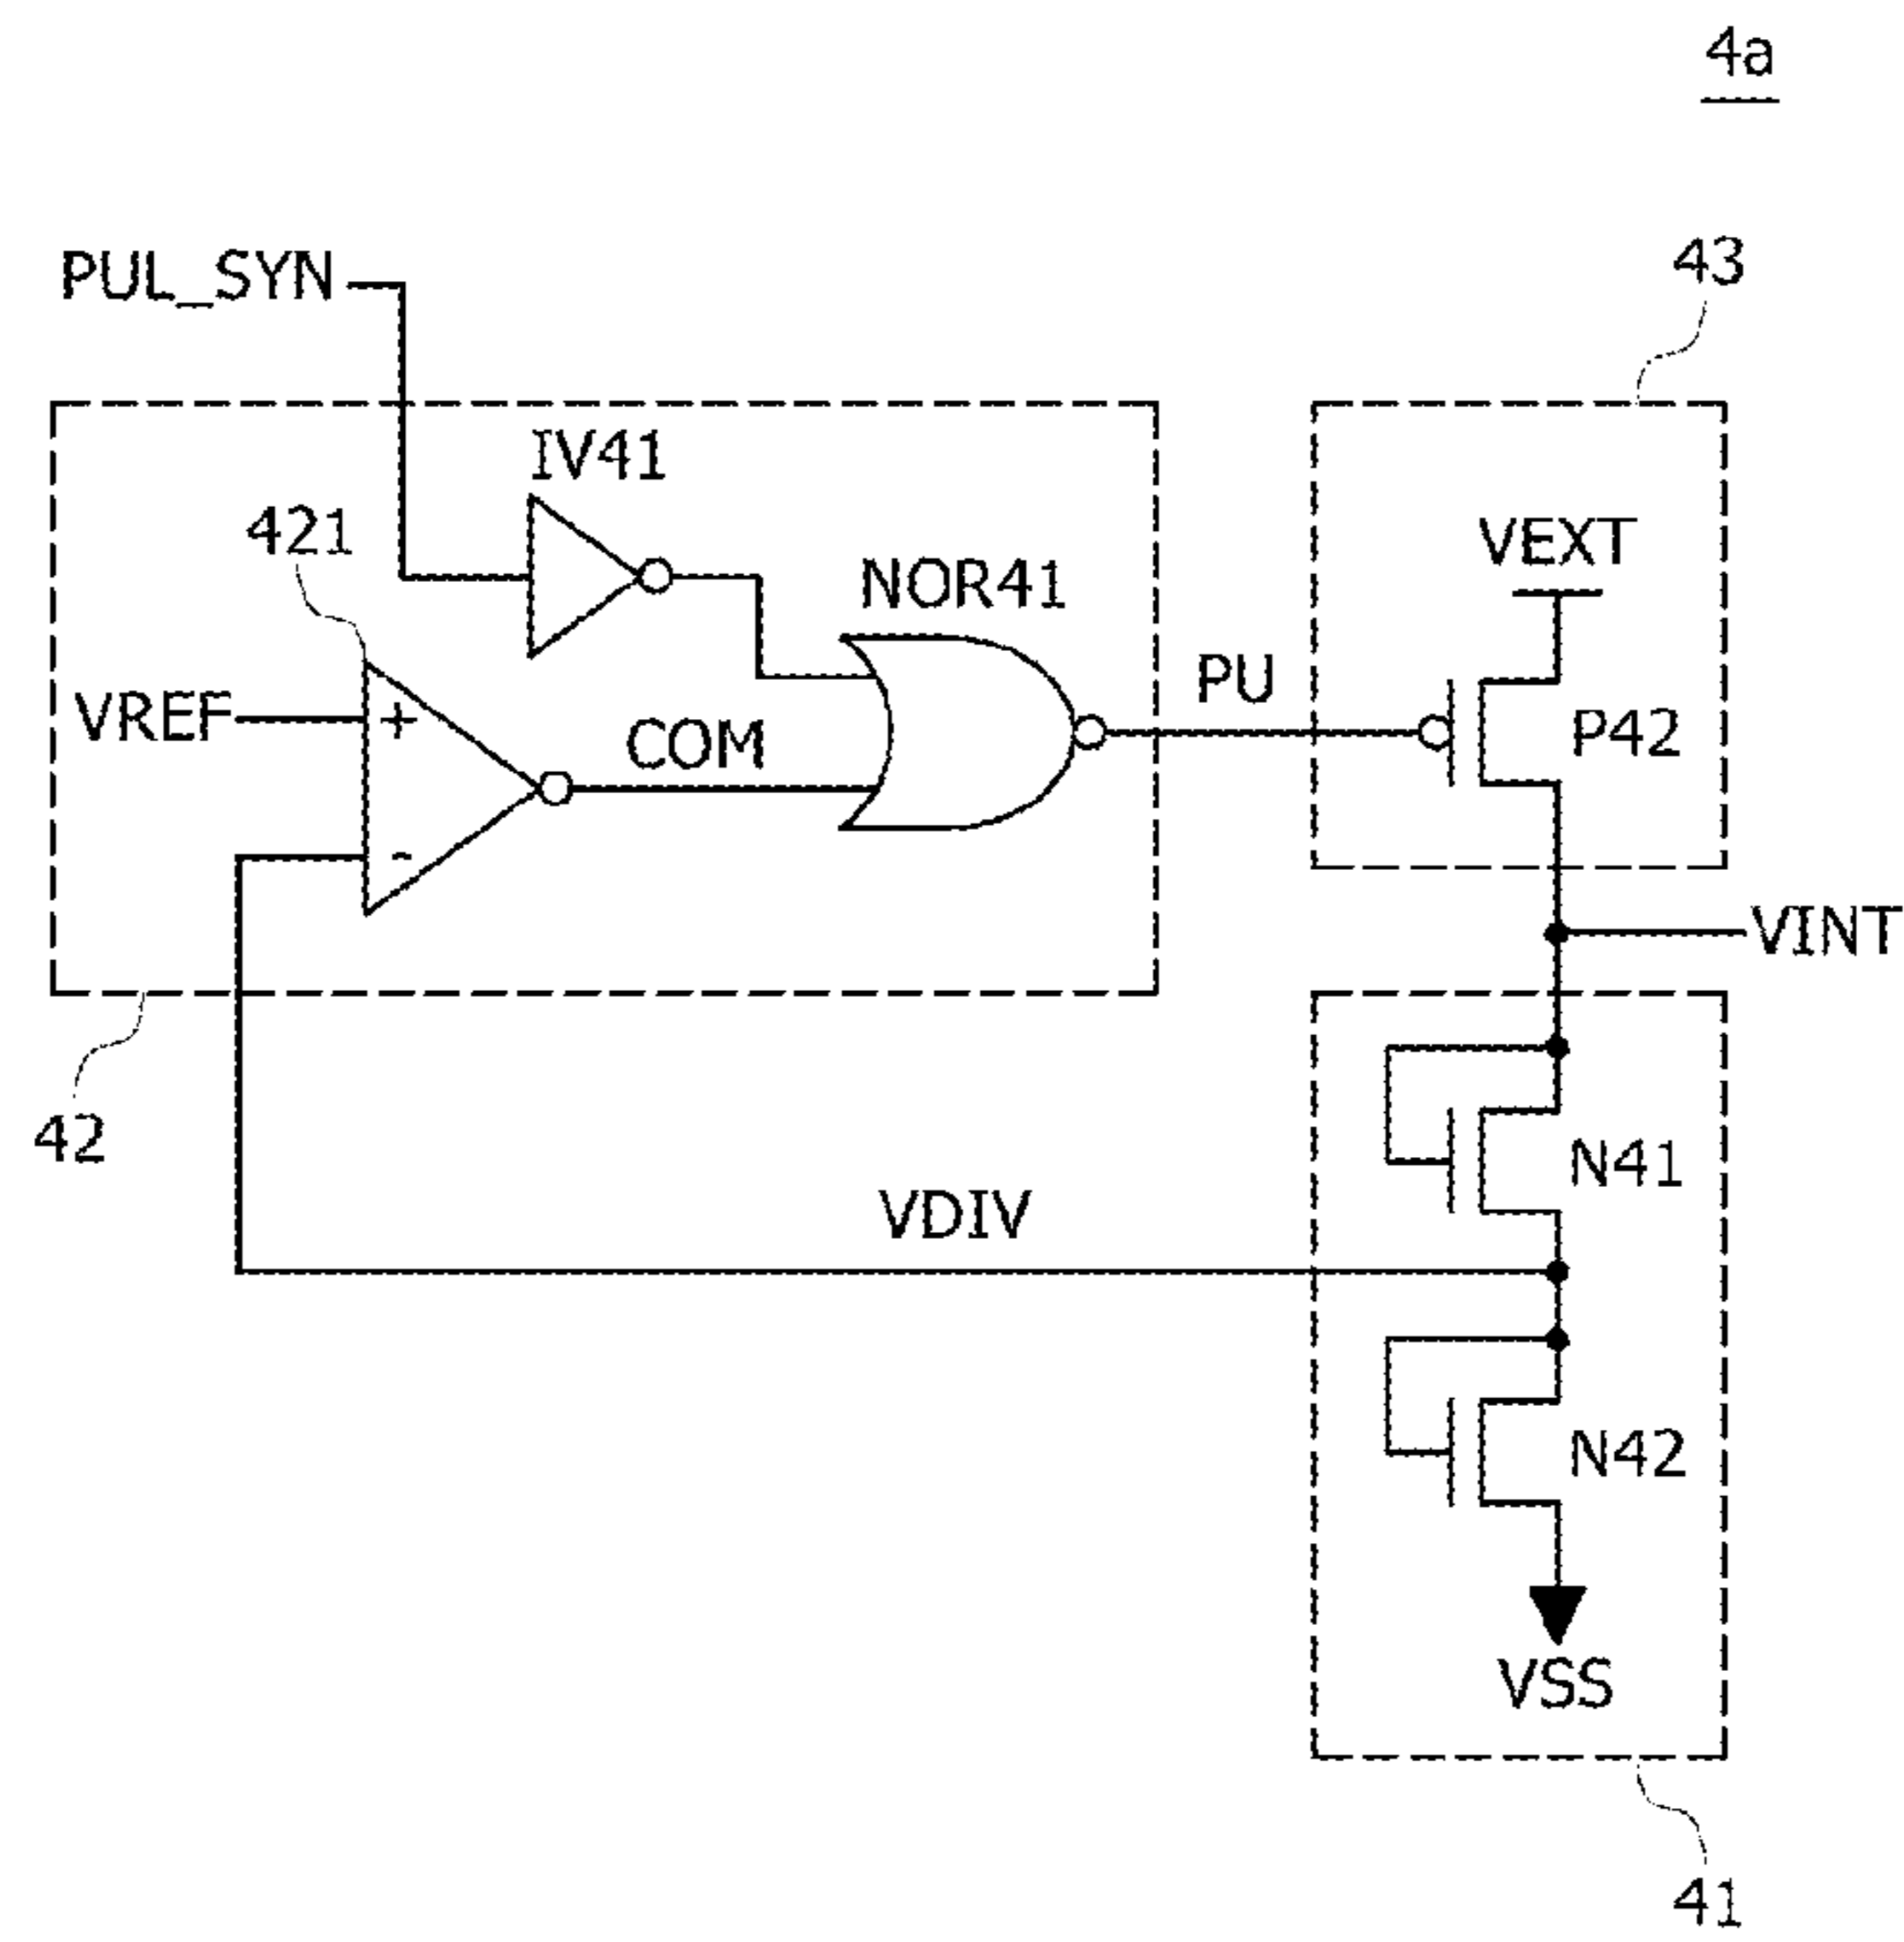 4a
43
PUL_SYN
IV41
421
VEXT
NOR41
PU
VREF
+
COM
P42
-
VINT
42
N41
VDIV
N42
VSS
41